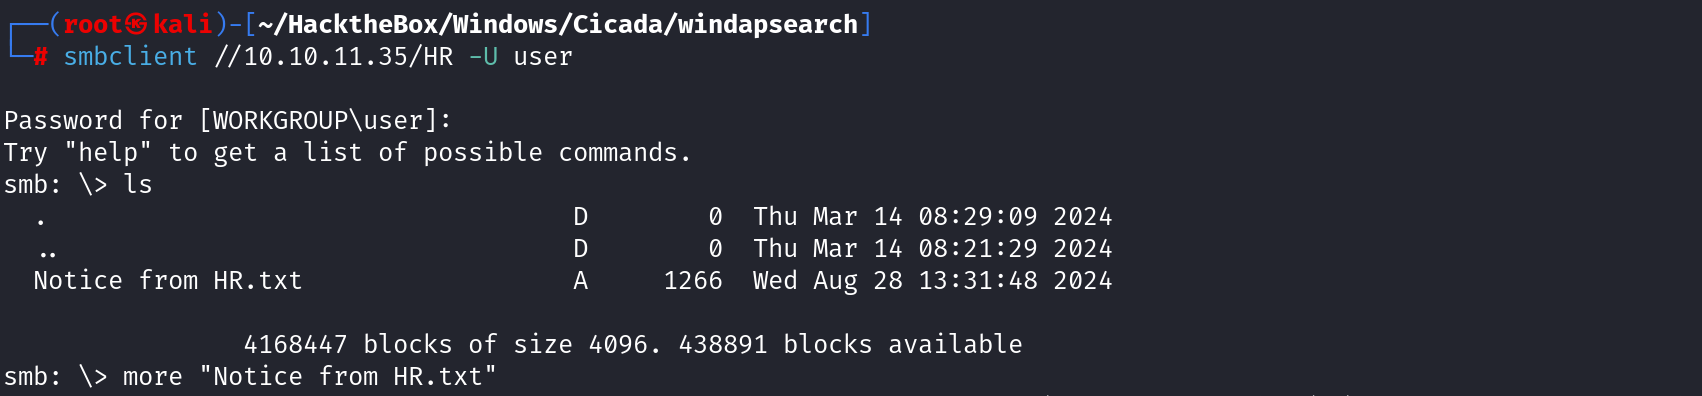 ┌──(root㉿kali)-[~/HacktheBox/Windows/Cicada/windapsearch]
└─# smbclient //10.10.11.35/HR -U user
Password for [WORKGROUP\user]:
Try "help" to get a list of possible commands.
smb: \> ls
  .                                   D        0  Thu Mar 14 08:29:09 2024
  ..                                  D        0  Thu Mar 14 08:21:29 2024
  Notice from HR.txt                  A     1266  Wed Aug 28 13:31:48 2024
                4168447 blocks of size 4096. 438891 blocks available
smb: \> more "Notice from HR.txt"